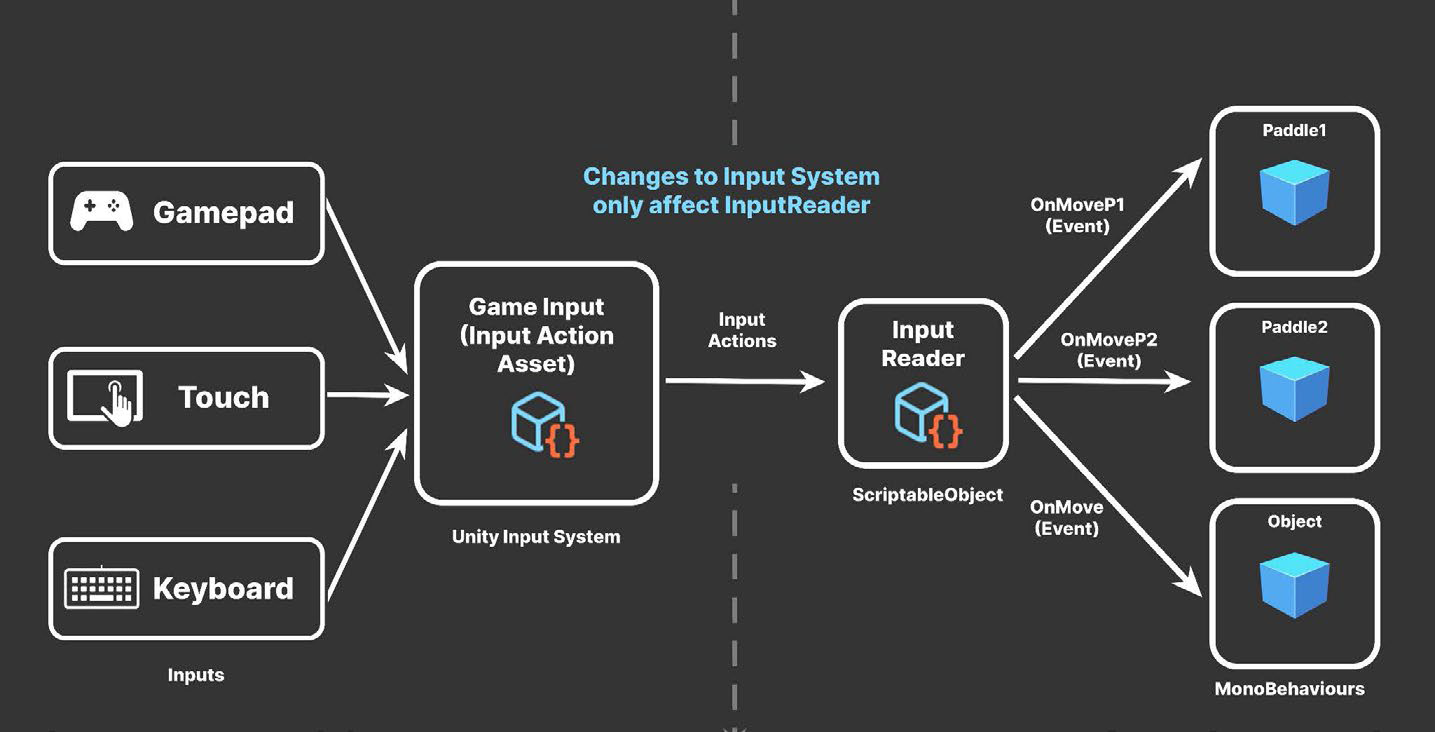 Changes to Input System
only affect InputReader
Gamepad
Touch
Keyboard
Inputs
Game Input
(Input Action
Asset)
{}
Unity Input System
Input
Actions
Input
Reader
{}
ScriptableObject
OnMoveP1
(Event)
OnMoveP2
(Event)
OnMove
(Event)
Paddle1
Paddle2
Object
MonoBehaviours